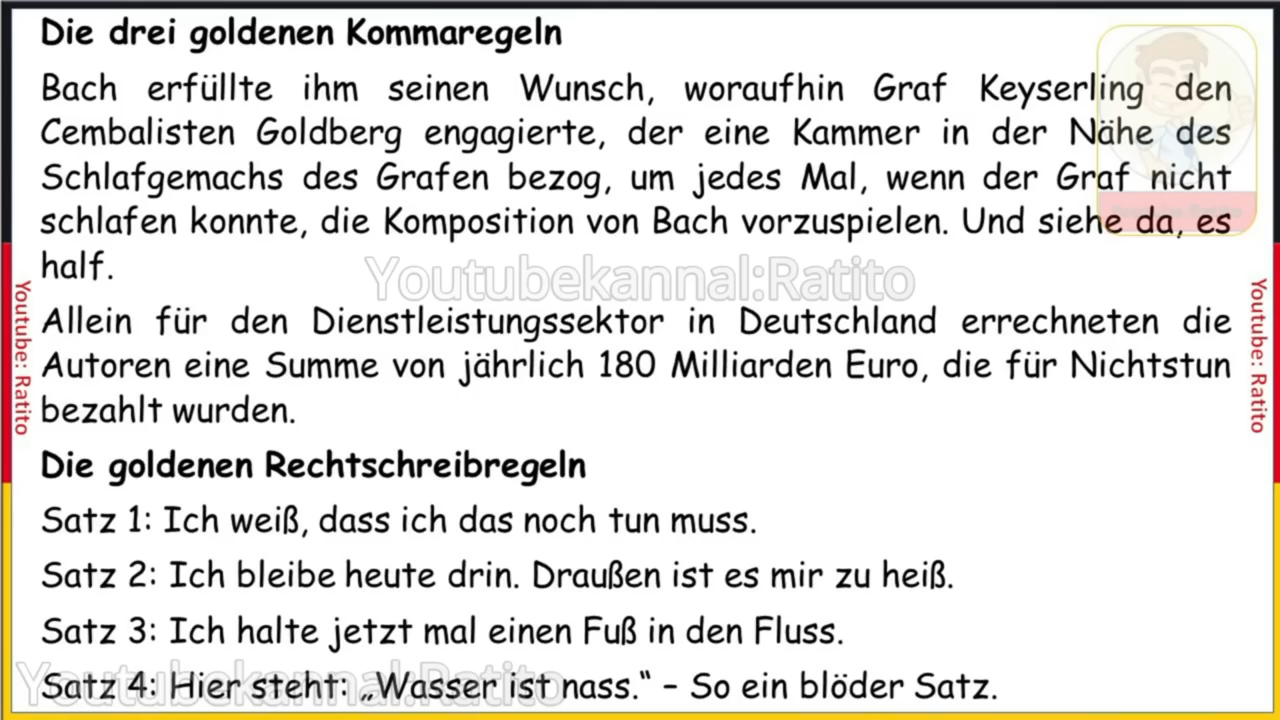 Die drei goldenen Kommaregeln
Bach erfüllte ihm seinen Wunsch, woraufhin Graf Keyserling den
Cembalisten Goldberg engagierte, der eine Kammer in der Nähe des
Schlafgemachs des Grafen bezog, um jedes Mal, wenn der Graf nicht
schlafen konnte, die Komposition von Bach vorzuspielen. Und siehe da, es
half.
Youtubekannal:Ratito
Youtube: Ratito
Youtube: Ratito
Allein für den Dienstleistungssektor in Deutschland errechneten die
Autoren eine Summe von jährlich 180 Milliarden Euro, die für Nichtstun
bezahlt wurden.
Die goldenen Rechtschreibregeln
Satz 1: Ich weiß, dass ich das noch tun muss.
Satz 2: Ich bleibe heute drin. Draußen ist es mir zu heiß.
Satz 3: Ich halte jetzt mal einen Fuß in den Fluss.
Satz 4: Hier steht: „Wasser ist nass.“ – So ein blöder Satz.
Youtubekannal:Ratito